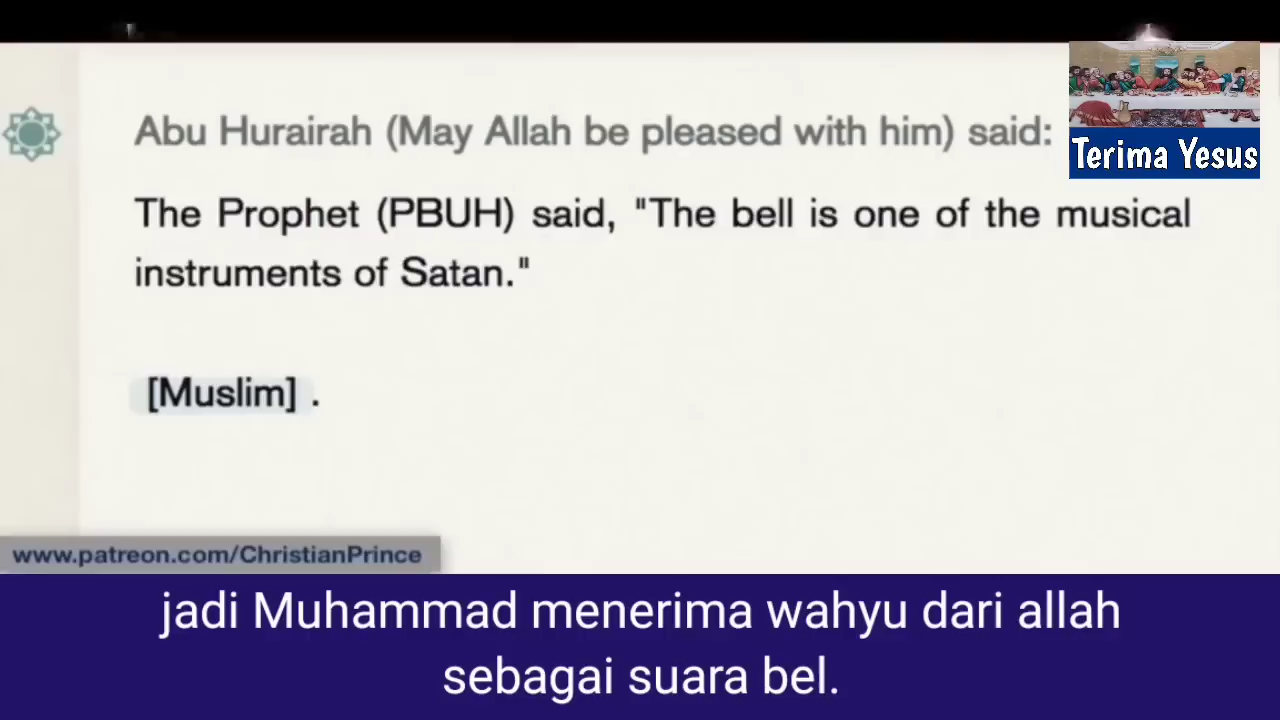 Abu Hurairah (May Allah be pleased with him) said:
Terima Yesus
The Prophet (PBUH) said, "The bell is one of the musical
instruments of Satan."
[Muslim] .
www.patreon.com/ChristianPrince
jadi Muhammad menerima wahyu dari allah
sebagai suara bel.